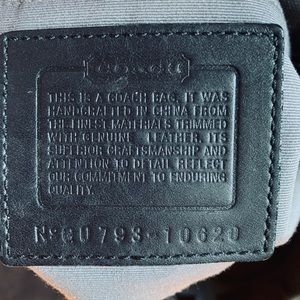 COACH
THIS IS A COACH BAG. IT WAS
HANDCRAFTED IN CHINA FROM
THE FINEST MATERIALS TRIMMED
WITH GENUINE LEATHER. ITS
SUPERIOR CRAFTSMANSHIP AND
ATTENTION TO DETAIL REFLECT
OUR COMMITMENT TO ENDURING
QUALITY.
Nº G0793-10620